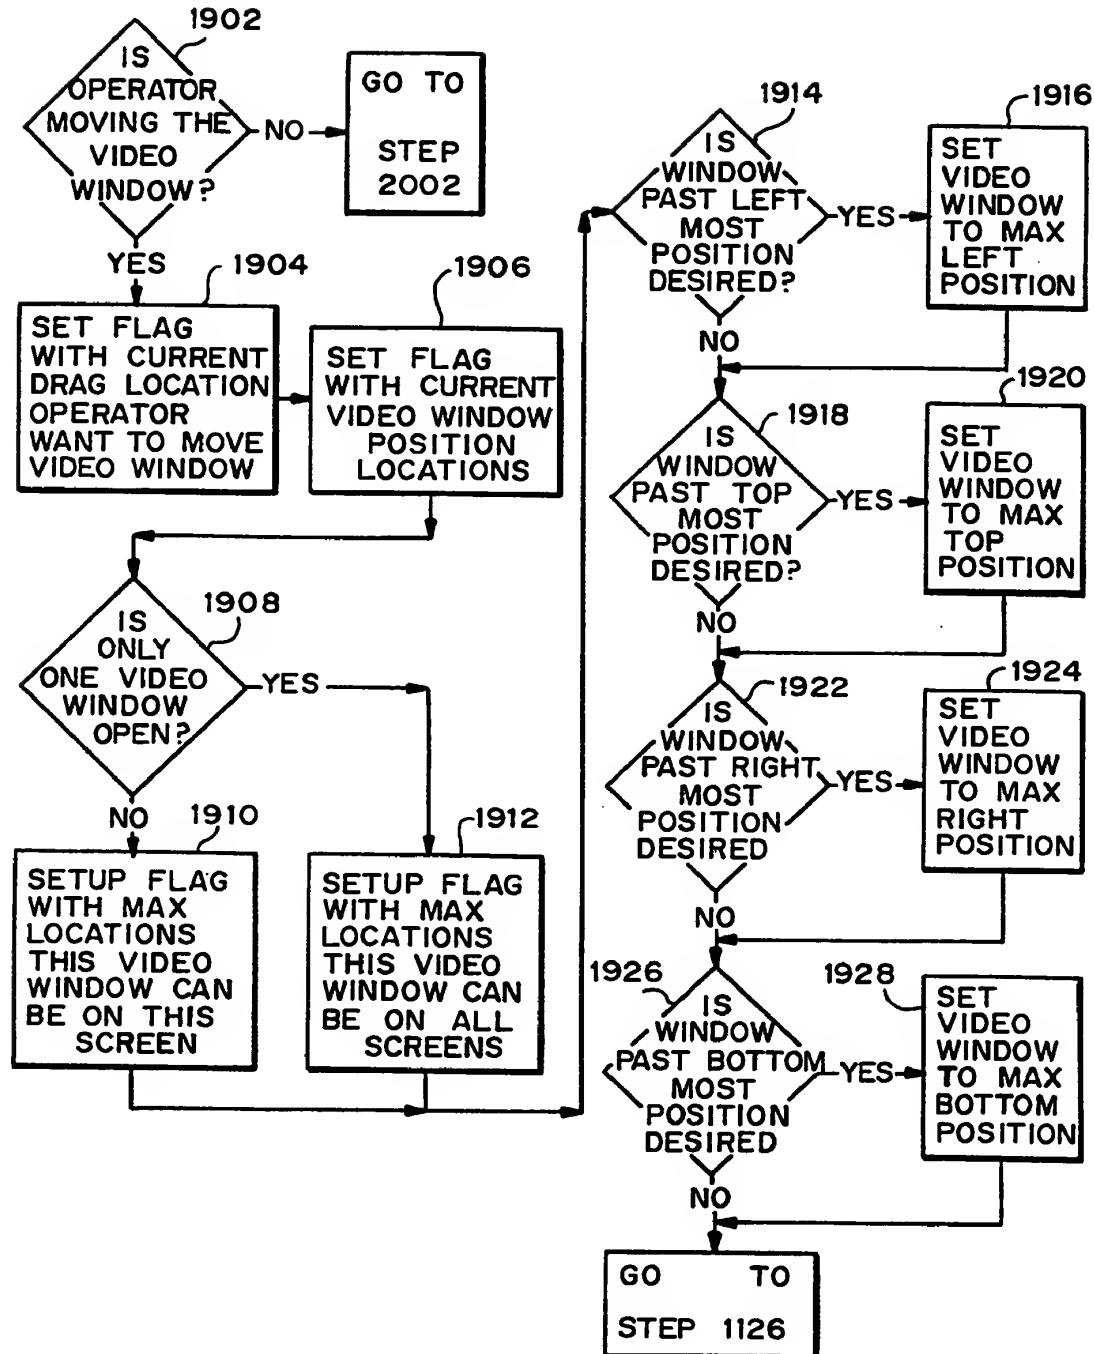 1902
IS
OPERATOR
MOVING THE
VIDEO
WINDOW?
NO
GO TO
STEP
2002
YES
1904
SET FLAG
WITH CURRENT
DRAG LOCATION
OPERATOR
WANT TO MOVE
VIDEO WINDOW
1906
SET FLAG
WITH CURRENT
VIDEO WINDOW
POSITION
LOCATIONS
1908
IS
ONLY
ONE VIDEO
WINDOW
OPEN?
YES
NO
1910
SETUP FLAG
WITH MAX
LOCATIONS
THIS VIDEO
WINDOW CAN
BE ON THIS
SCREEN
1912
SETUP FLAG
WITH MAX
LOCATIONS
THIS VIDEO
WINDOW CAN
BE ON ALL
SCREENS
1914
IS
WINDOW
PAST LEFT
MOST
POSITION
DESIRED?
YES
1916
SET
VIDEO
WINDOW
TO MAX
LEFT
POSITION
NO
1918
IS
WINDOW
PAST TOP
MOST
POSITION
DESIRED?
YES
1920
SET
VIDEO
WINDOW
TO MAX
TOP
POSITION
NO
1922
IS
WINDOW
PAST RIGHT
MOST
POSITION
DESIRED
YES
1924
SET
VIDEO
WINDOW
TO MAX
RIGHT
POSITION
NO
1926
IS
WINDOW
PAST BOTTOM
MOST
POSITION
DESIRED
YES
1928
SET
VIDEO
WINDOW
TO MAX
BOTTOM
POSITION
NO
GO TO
STEP 1126